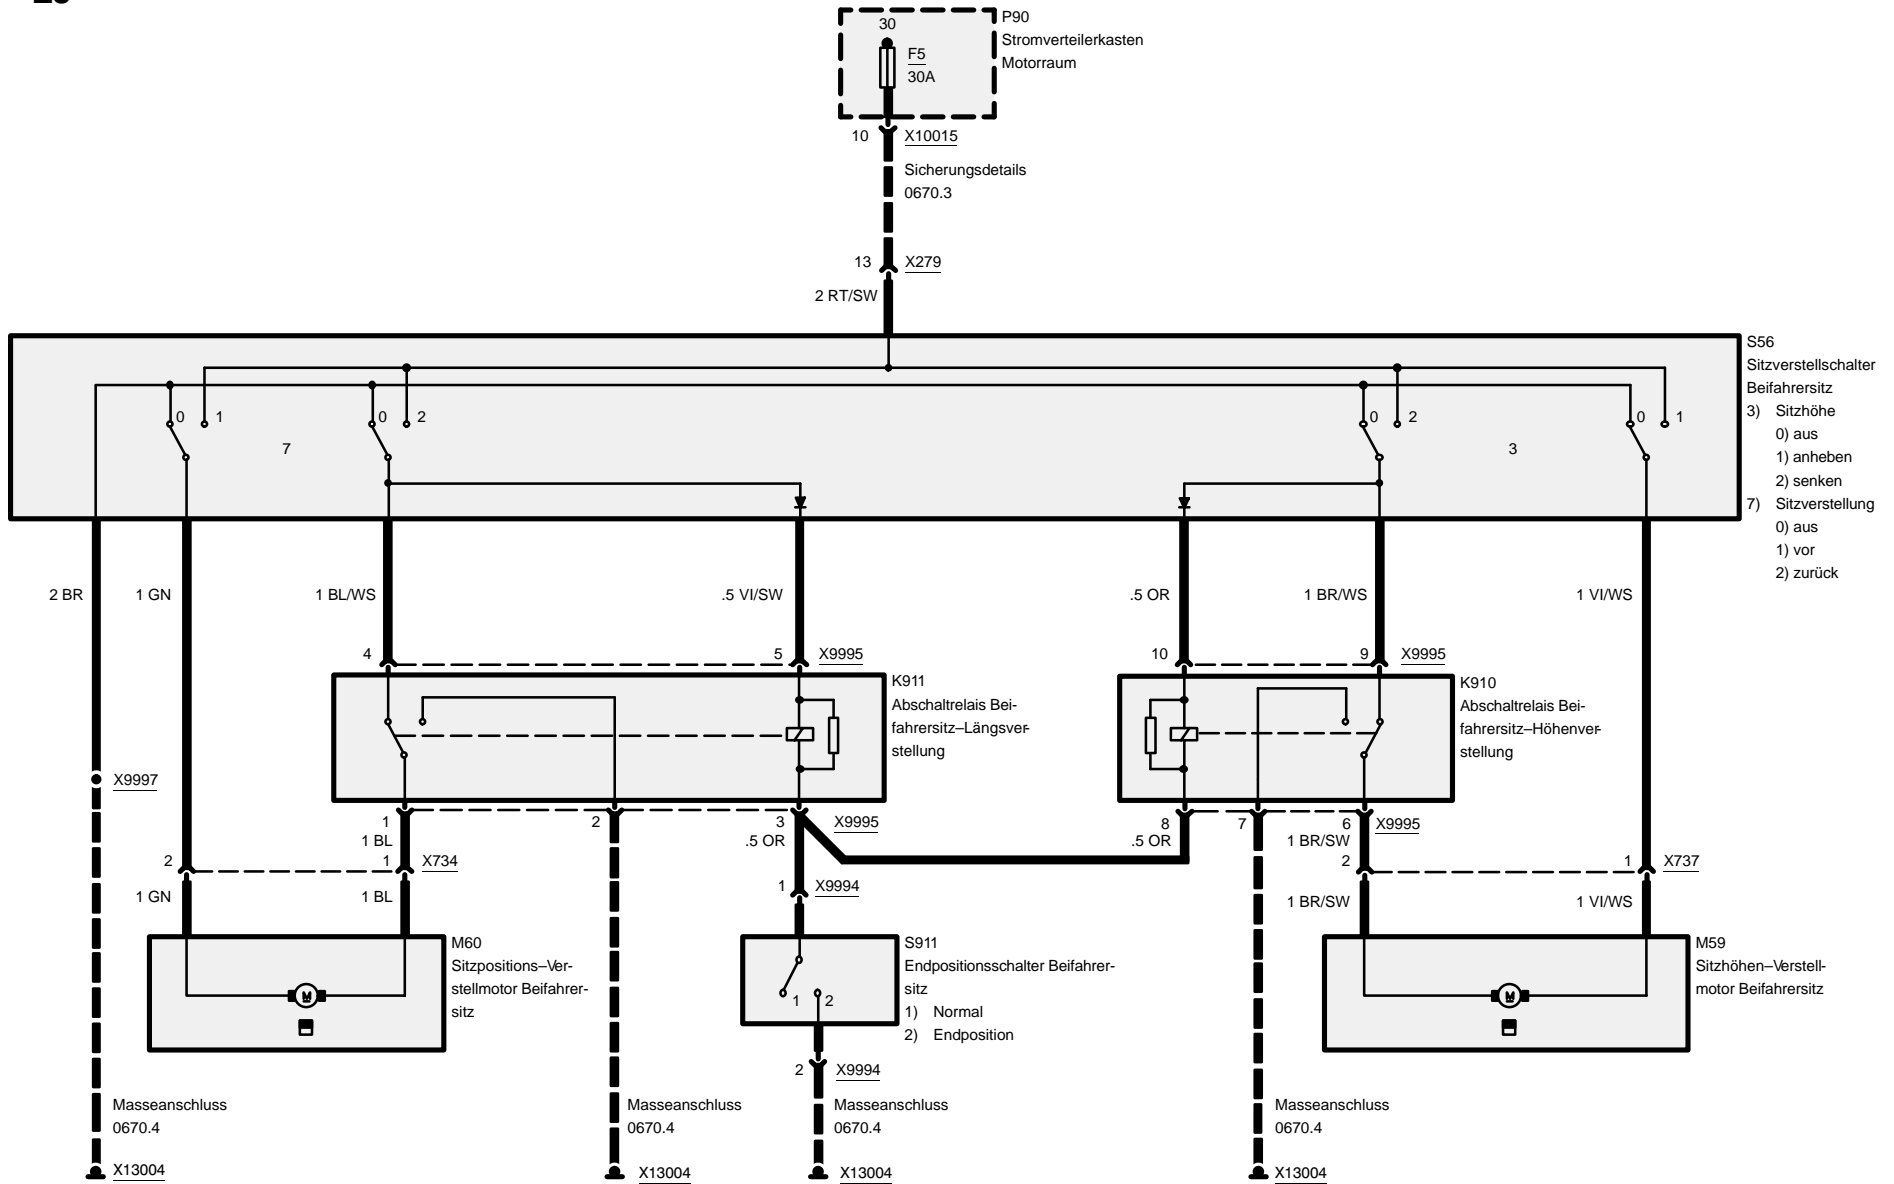 30
F5
30A
P90
Stromverteilerkasten
Motorraum
10
X10015
Sicherungsdetails
0670.3
13
X279
2 RT/SW
S56
Sitzverstellschalter
Beifahrersitz
3) Sitzhöhe
0) aus
1) anheben
2) senken
7) Sitzverstellung
0) aus
1) vor
2) zurück
0
1
0
2
0
2
0
1
7
3
2 BR
1 GN
1 BL/WS
.5 VI/SW
.5 OR
1 BR/WS
1 VI/WS
4
5
X9995
10
9
X9995
K911
Abschaltrelais Bei-
fahrersitz–Längsver-
stellung
K910
Abschaltrelais Bei-
fahrersitz–Höhenver-
stellung
X9997
1
2
3
X9995
8
7
6
X9995
1 BL
.5 OR
.5 OR
1 BR/SW
2
1
X734
2
1
X737
1 GN
1 BL
1
X9994
1 BR/SW
1 VI/WS
M60
Sitzpositions–Ver-
stellmotor Beifahrer-
sitz
M
S911
Endpositionsschalter Beifahrer-
sitz
1) Normal
2) Endposition
1
2
M59
Sitzhöhen–Verstell-
motor Beifahrersitz
M
2
X9994
Masseanschluss
0670.4
Masseanschluss
0670.4
Masseanschluss
0670.4
Masseanschluss
0670.4
X13004
X13004
X13004
X13004